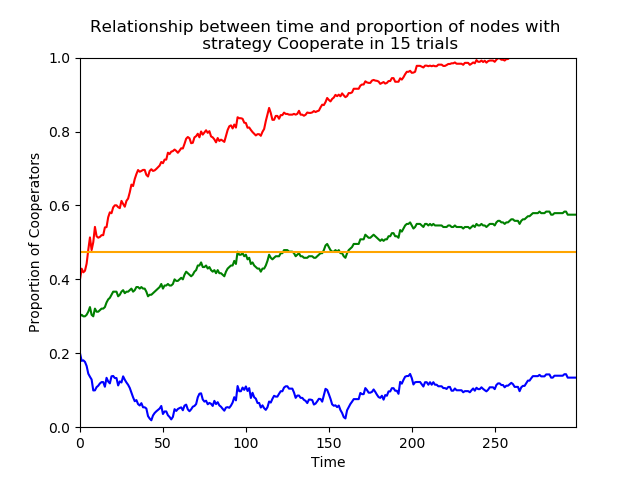 Relationship between time and proportion of nodes with
strategy Cooperate in 15 trials
1.0
0.8
0.6
0.4
0.2
0.0
Proportion of Cooperators
0 50 100 150 200 250
Time